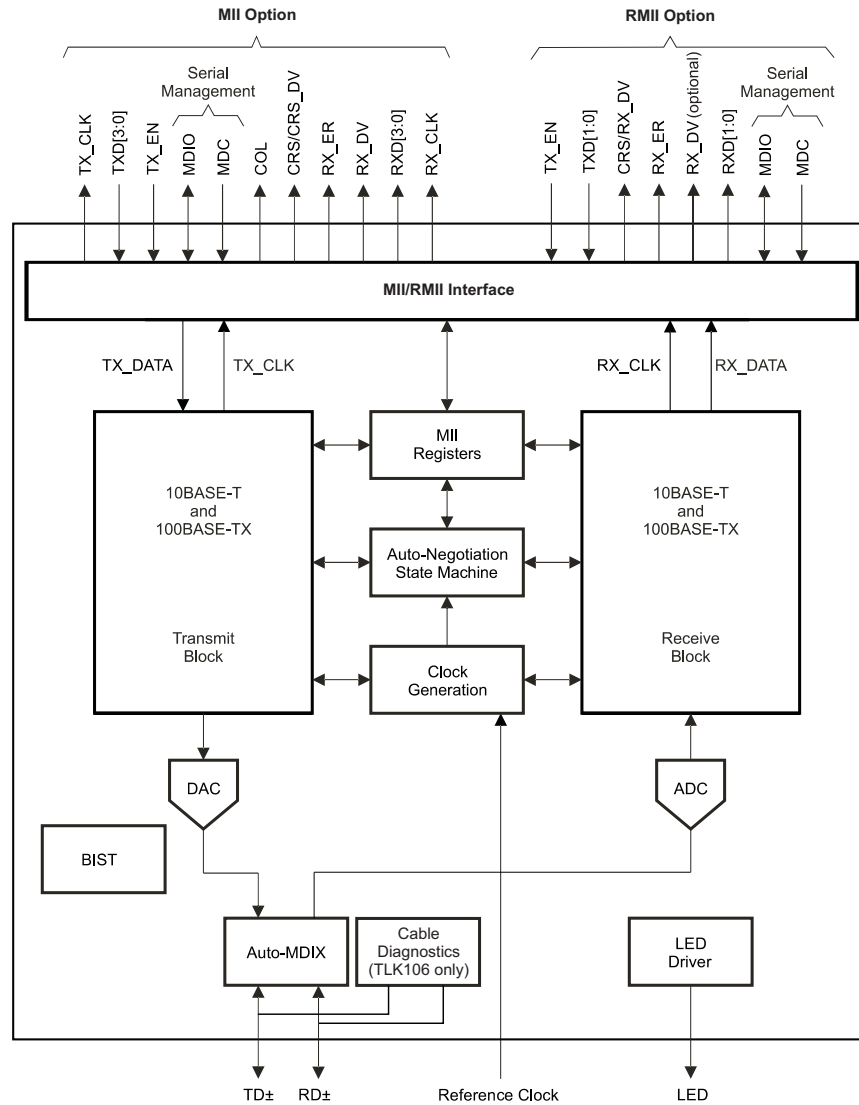 MII Option
RMII Option
Serial
Management
Serial
Management
TX_CLK
TXD[3:0]
TX_EN
MDIO
MDC
COL
CRS/CRS_DV
RX_ER
RX_DV
RXD[3:0]
RX_CLK
TX_EN
TXD[1:0]
CRS/RX_DV
RX_ER
RX_DV (optional)
RXD[1:0]
MDIO
MDC
MII/RMII Interface
TX_DATA
TX_CLK
RX_CLK
RX_DATA
10BASE-T
and
100BASE-TX
Transmit
Block
MII
Registers
Auto-Negotiation
State Machine
Clock
Generation
10BASE-T
and
100BASE-TX
Receive
Block
DAC
ADC
BIST
Auto-MDIX
Cable
Diagnostics
(TLK106 only)
LED
Driver
TD±
RD±
Reference Clock
LED